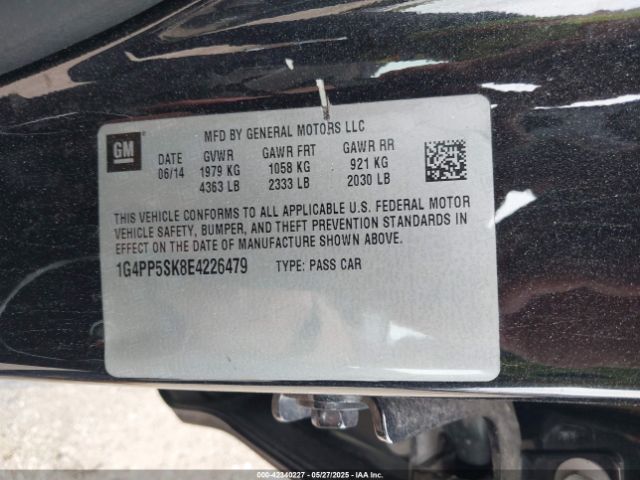 GM
MFD BY GENERAL MOTORS LLC
DATE GVWR GAWR FRT GAWR RR
06/14 1979 KG 1058 KG 921 KG
4363 LB 2333 LB 2030 LB
THIS VEHICLE CONFORMS TO ALL APPLICABLE U.S. FEDERAL MOTOR
VEHICLE SAFETY, BUMPER, AND THEFT PREVENTION STANDARDS IN
EFFECT ON THE DATE OF MANUFACTURE SHOWN ABOVE.
1G4PP5SK8E4226479 TYPE: PASS CAR
000-42340227 - 05/27/2025 - IAA Inc.